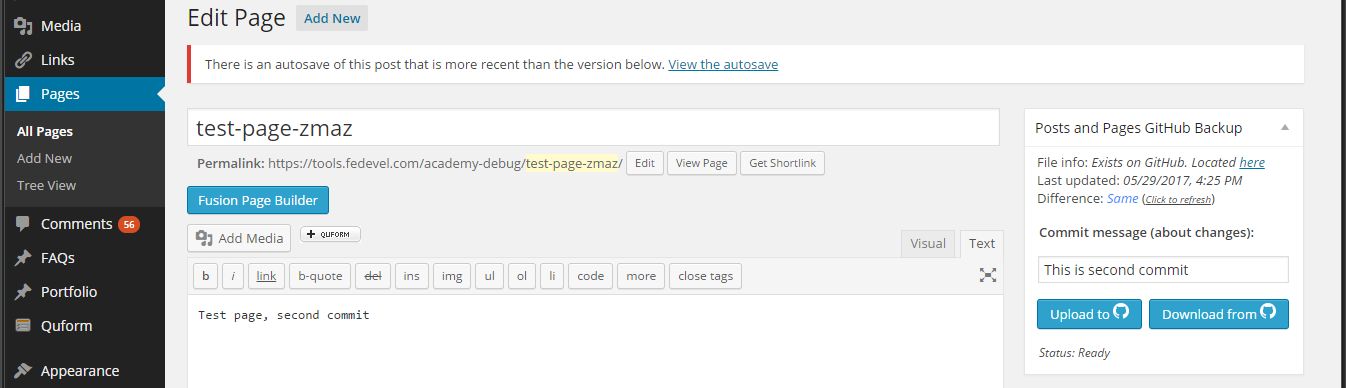 Media
Links
Pages
All Pages
Add New
Tree View
Comments 56
FAQs
Portfolio
Quform
Appearance
Edit Page Add New
There is an autosave of this post that is more recent than the version below. View the autosave
test-page-zmaz
Permalink: https://tools.fedevel.com/academy-debug/test-page-zmaz/ Edit View Page Get Shortlink
Fusion Page Builder
Add Media + QUFORM
Visual Text
b i link b-quote del ins img ul ol li code more close tags
Test page, second commit
Posts and Pages GitHub Backup
File info: Exists on GitHub. Located here
Last updated: 05/29/2017, 4:25 PM
Difference: Same (Click to refresh)
Commit message (about changes):
This is second commit
Upload to Download from
Status: Ready